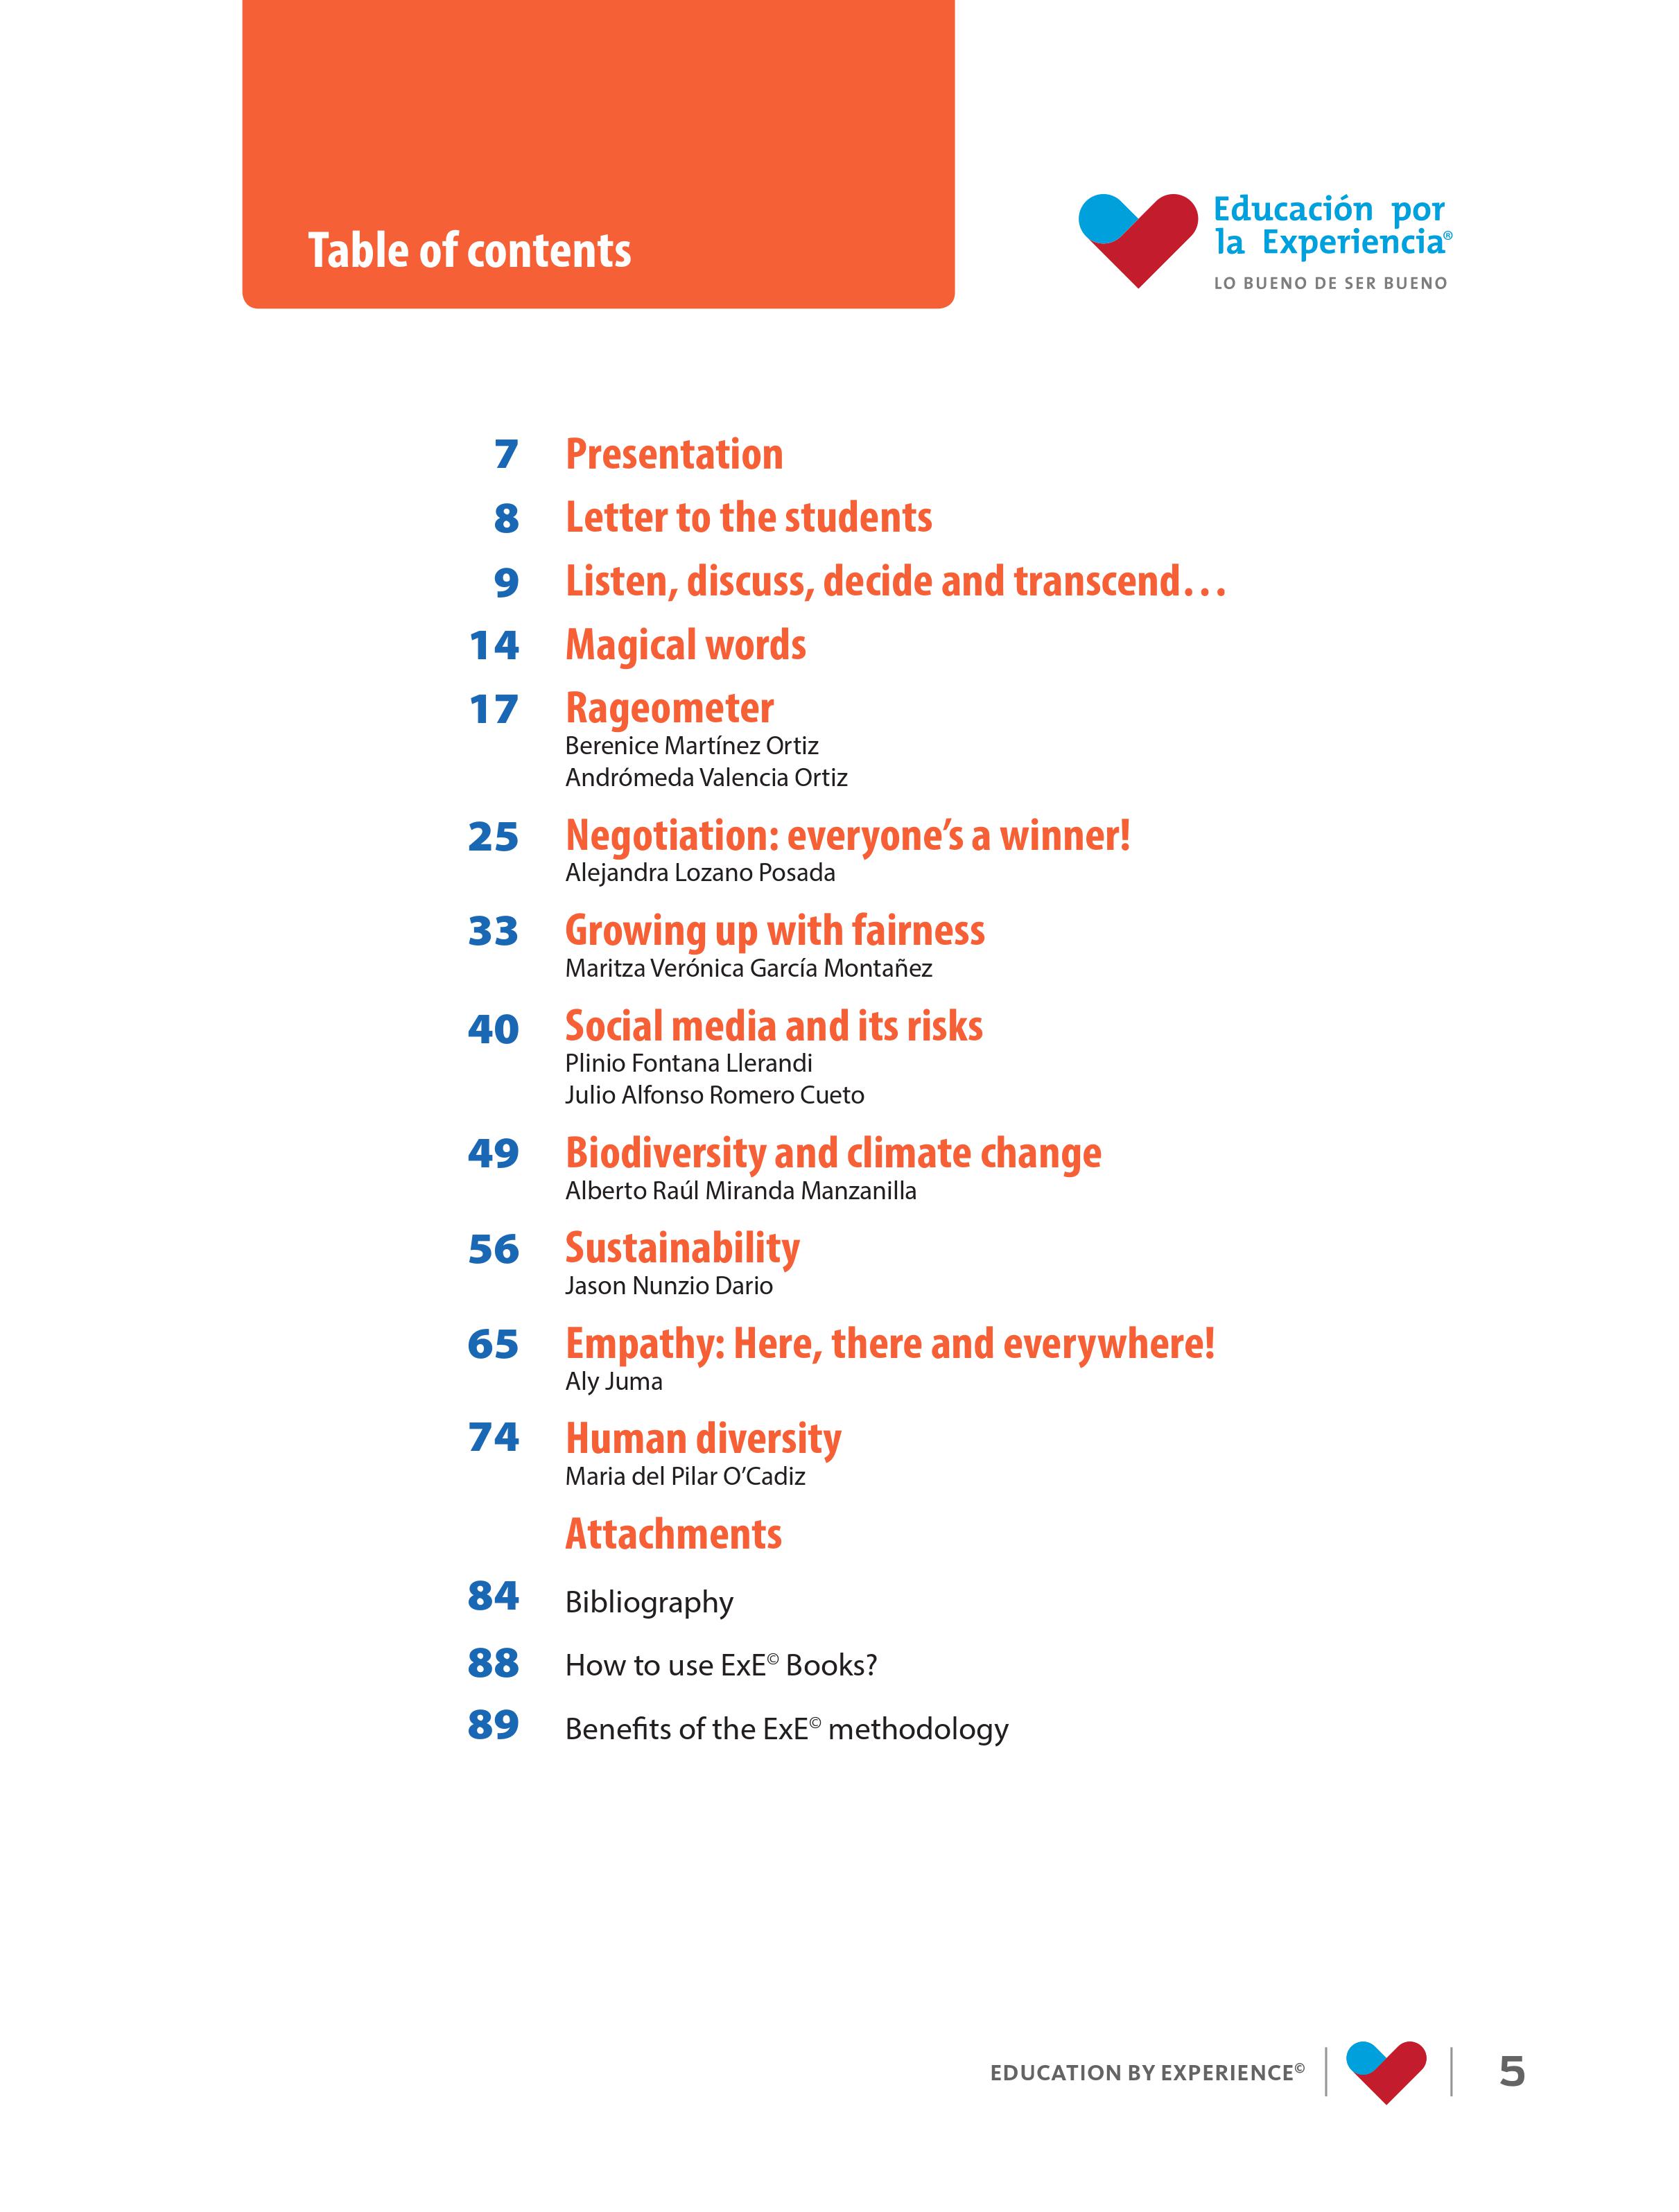 Table of contents
Educación por
la Experiencia®
LO BUENO DE SER BUENO
7 Presentation
8 Letter to the students
9 Listen, discuss, decide and transcend…
14 Magical words
17 Rageometer
Berenice Martínez Ortiz
Andrómeda Valencia Ortiz
25 Negotiation: everyone’s a winner!
Alejandra Lozano Posada
33 Growing up with fairness
Maritza Verónica García Montañez
40 Social media and its risks
Plinio Fontana Llerandi
Julio Alfonso Romero Cueto
49 Biodiversity and climate change
Alberto Raúl Miranda Manzanilla
56 Sustainability
Jason Nunzio Dario
65 Empathy: Here, there and everywhere!
Aly Juma
74 Human diversity
Maria del Pilar O’Cadiz
Attachments
84 Bibliography
88 How to use ExE© Books?
89 Benefits of the ExE© methodology
EDUCATION BY EXPERIENCE© 5